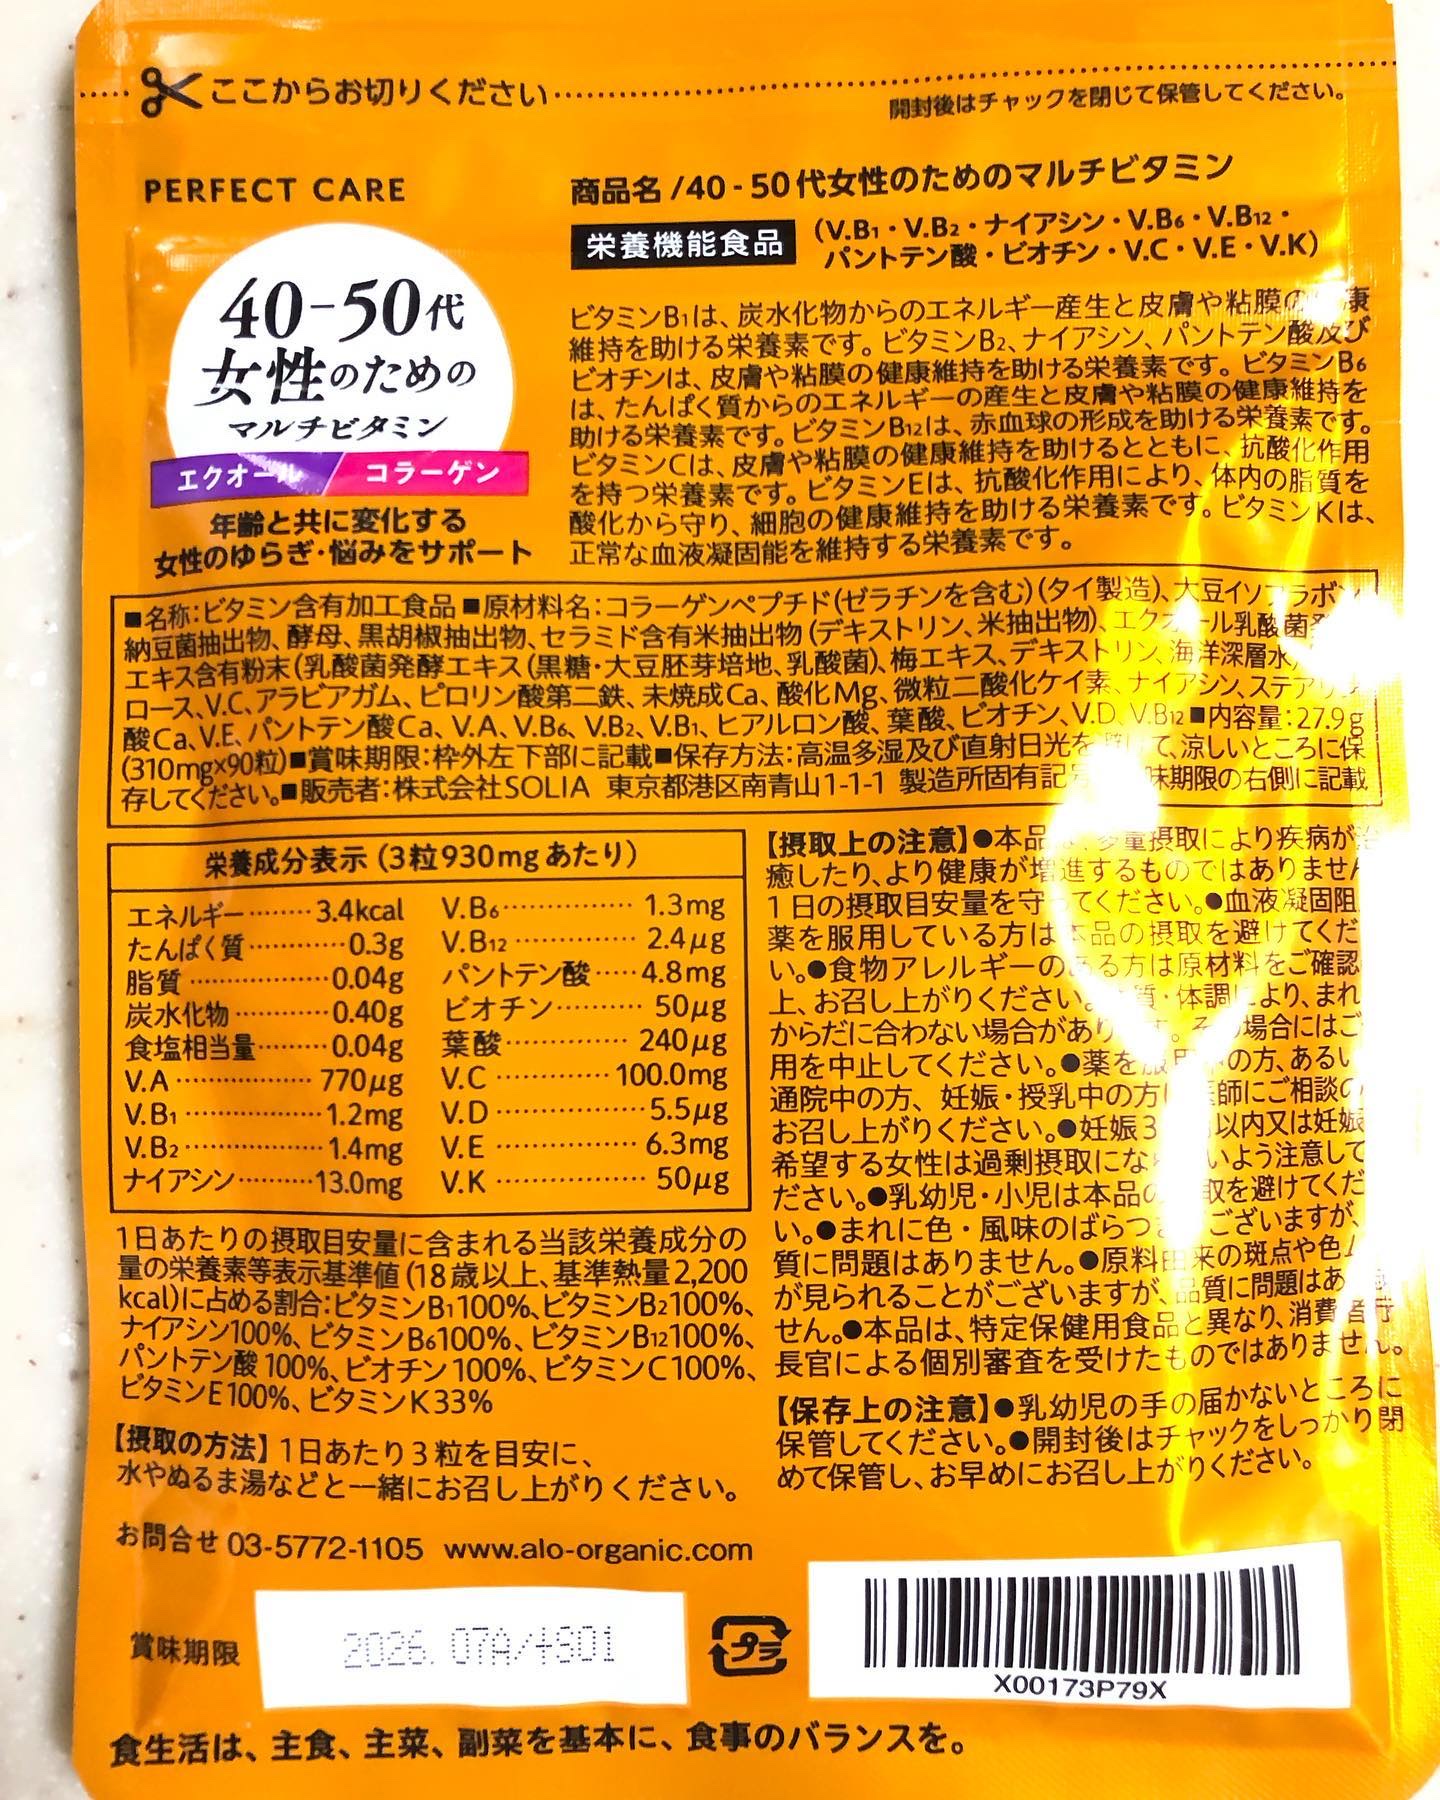 ここからお切りください
開封後はチャックを閉じて保管してください。
PERFECT CARE
40-50代
女性のための
マルチビタミン
エクオール コラーゲン
年齢と共に変化する
女性のゆらぎ・悩みをサポート
商品名/40-50代女性のためのマルチビタミン
栄養機能食品 (V.B1・V.B2・ナイアシン・V.B6・V.B12・
パントテン酸・ビオチン・V.C・V.E・V.K)
ビタミンB1は、炭水化物からのエネルギー産生と皮膚や粘膜の 康
維持を助ける栄養素です。ビタミンB2、ナイアシン、パントテン酸及び
ビオチンは、皮膚や粘膜の健康維持を助ける栄養素です。ビタミンB6
は、たんぱく質からのエネルギーの産生と皮膚や粘膜の健康維持を
助ける栄養素です。ビタミンB12は、赤血球の形成を助ける栄養素です。
ビタミンCは、皮膚や粘膜の健康維持を助けるとともに、抗酸化作用
を持つ栄養素です。ビタミンEは、抗酸化作用により、体内の脂質を
酸化から守り、細胞の健康維持を助ける栄養素です。ビタミンKは、
正常な血液凝固能を維持する栄養素です。
■名称:ビタミン含有加工食品■原材料名:コラーゲンペプチド(ゼラチンを含む)(タイ製造)、大豆イソフラボン
納豆菌抽出物、酵母、黒胡椒抽出物、セラミド含有米抽出物(デキストリン、米抽出物)、エクオール乳酸菌
エキス含有粉末(乳酸菌発酵エキス(黒糖・大豆胚芽培地、乳酸菌)、梅エキス、デキストリン、海洋深層水)
ロース、V.C、アラビアガム、ピロリン酸第二鉄、未焼成Ca、酸化Mg、微粒二酸化ケイ素、ナイアシン、ステアリン
酸Ca、V.E、パントテン酸Ca、V.A、V.B6、V.B2、V.B1、ヒアルロン酸、葉酸、ビオチン、V.D、V.B12■内容量:27.9g
(310mg×90粒)■賞味期限:枠外左下部に記載■保存方法:高温多湿及び直射日光を避けて、涼しいところに保
存してください。■販売者:株式会社SOLIA 東京都港区南青山1-1-1 製造所固有記 味期限の右側に記載
栄養成分表示(3粒930mgあたり)
エネルギー………3.4kcal V.B6……………1.3mg
たんぱく質…………0.3g V.B12……………2.4μg
脂質………………0.04g パントテン酸……4.8mg
炭水化物…………0.40g ビオチン…………50μg
食塩相当量………0.04g 葉酸……………240μg
V.A………………770μg V.C……………100.0mg
V.B1………………1.2mg V.D………………5.5μg
V.B2………………1.4mg V.E………………6.3mg
ナイアシン………13.0mg V.K………………50μg
1日あたりの摂取目安量に含まれる当該栄養成分の
量の栄養素等表示基準値(18歳以上、基準熱量2,200
kcal)に占める割合:ビタミンB1100%、ビタミンB2100%、
ナイアシン100%、ビタミンB6100%、ビタミンB12100%、
パントテン酸100%、ビオチン100%、ビタミンC100%、
ビタミンE100%、ビタミンK33%
【摂取の方法】1日あたり3粒を目安に、
水やぬるま湯などと一緒にお召し上がりください。
【摂取上の注意】●本品 多量摂取により疾病が治
癒したり、より健康が増進するものではありません
1日の摂取目安量を守ってください。●血液凝固阻
薬を服用している方は本品の摂取を避けてくだ
い。●食物アレルギーのある方は原材料をご確認
上、お召し上がりください。 質・体調により、まれ
からだに合わない場合があり 。その場合にはご
用を中止してください。●薬を服用中の方、あるい
通院中の方、妊娠・授乳中の方 医師にご相談の
お召し上がりください。●妊娠3 以内又は妊娠
希望する女性は過剰摂取にな いよう注意して
ださい。●乳幼児・小児は本品の 取を避けてくだ
い。●まれに色・風味のばらつ ございますが、
質に問題はありません。●原料由来の斑点や色
が見られることがございますが、品質に問題はあ
せん。●本品は、特定保健用食品と異なり、消費者庁
長官による個別審査を受けたものではありません。
【保存上の注意】●乳幼児の手の届かないところに
保管してください。●開封後はチャックをしっかり閉
めて保管し、お早めにお召し上がりください。
お問合せ 03-5772-1105 www.alo-organic.com
賞味期限 2026.07A/+S01
プラ
X00173P79X
食生活は、主食、主菜、副菜を基本に、食事のバランスを。